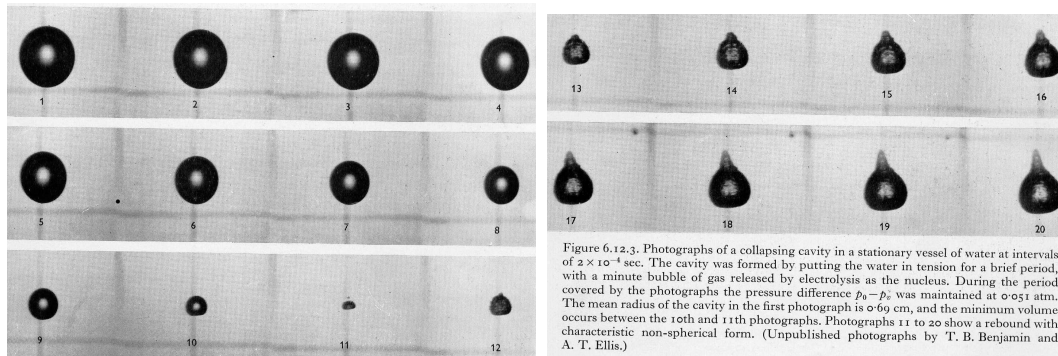 1 2 3 4
5 6 7 8
9 10 11 12
13 14 15 16
17 18 19 20
Figure 6.12.3. Photographs of a collapsing cavity in a stationary vessel of water at intervals
of 2 × 10⁻⁴ sec. The cavity was formed by putting the water in tension for a brief period,
with a minute bubble of gas released by electrolysis as the nucleus. During the period
covered by the photographs the pressure difference p₀ − pᵥ was maintained at 0·051 atm.
The mean radius of the cavity in the first photograph is 0·69 cm, and the minimum volume
occurs between the 10th and 11th photographs. Photographs 11 to 20 show a rebound with
characteristic non-spherical form. (Unpublished photographs by T. B. Benjamin and
A. T. Ellis.)